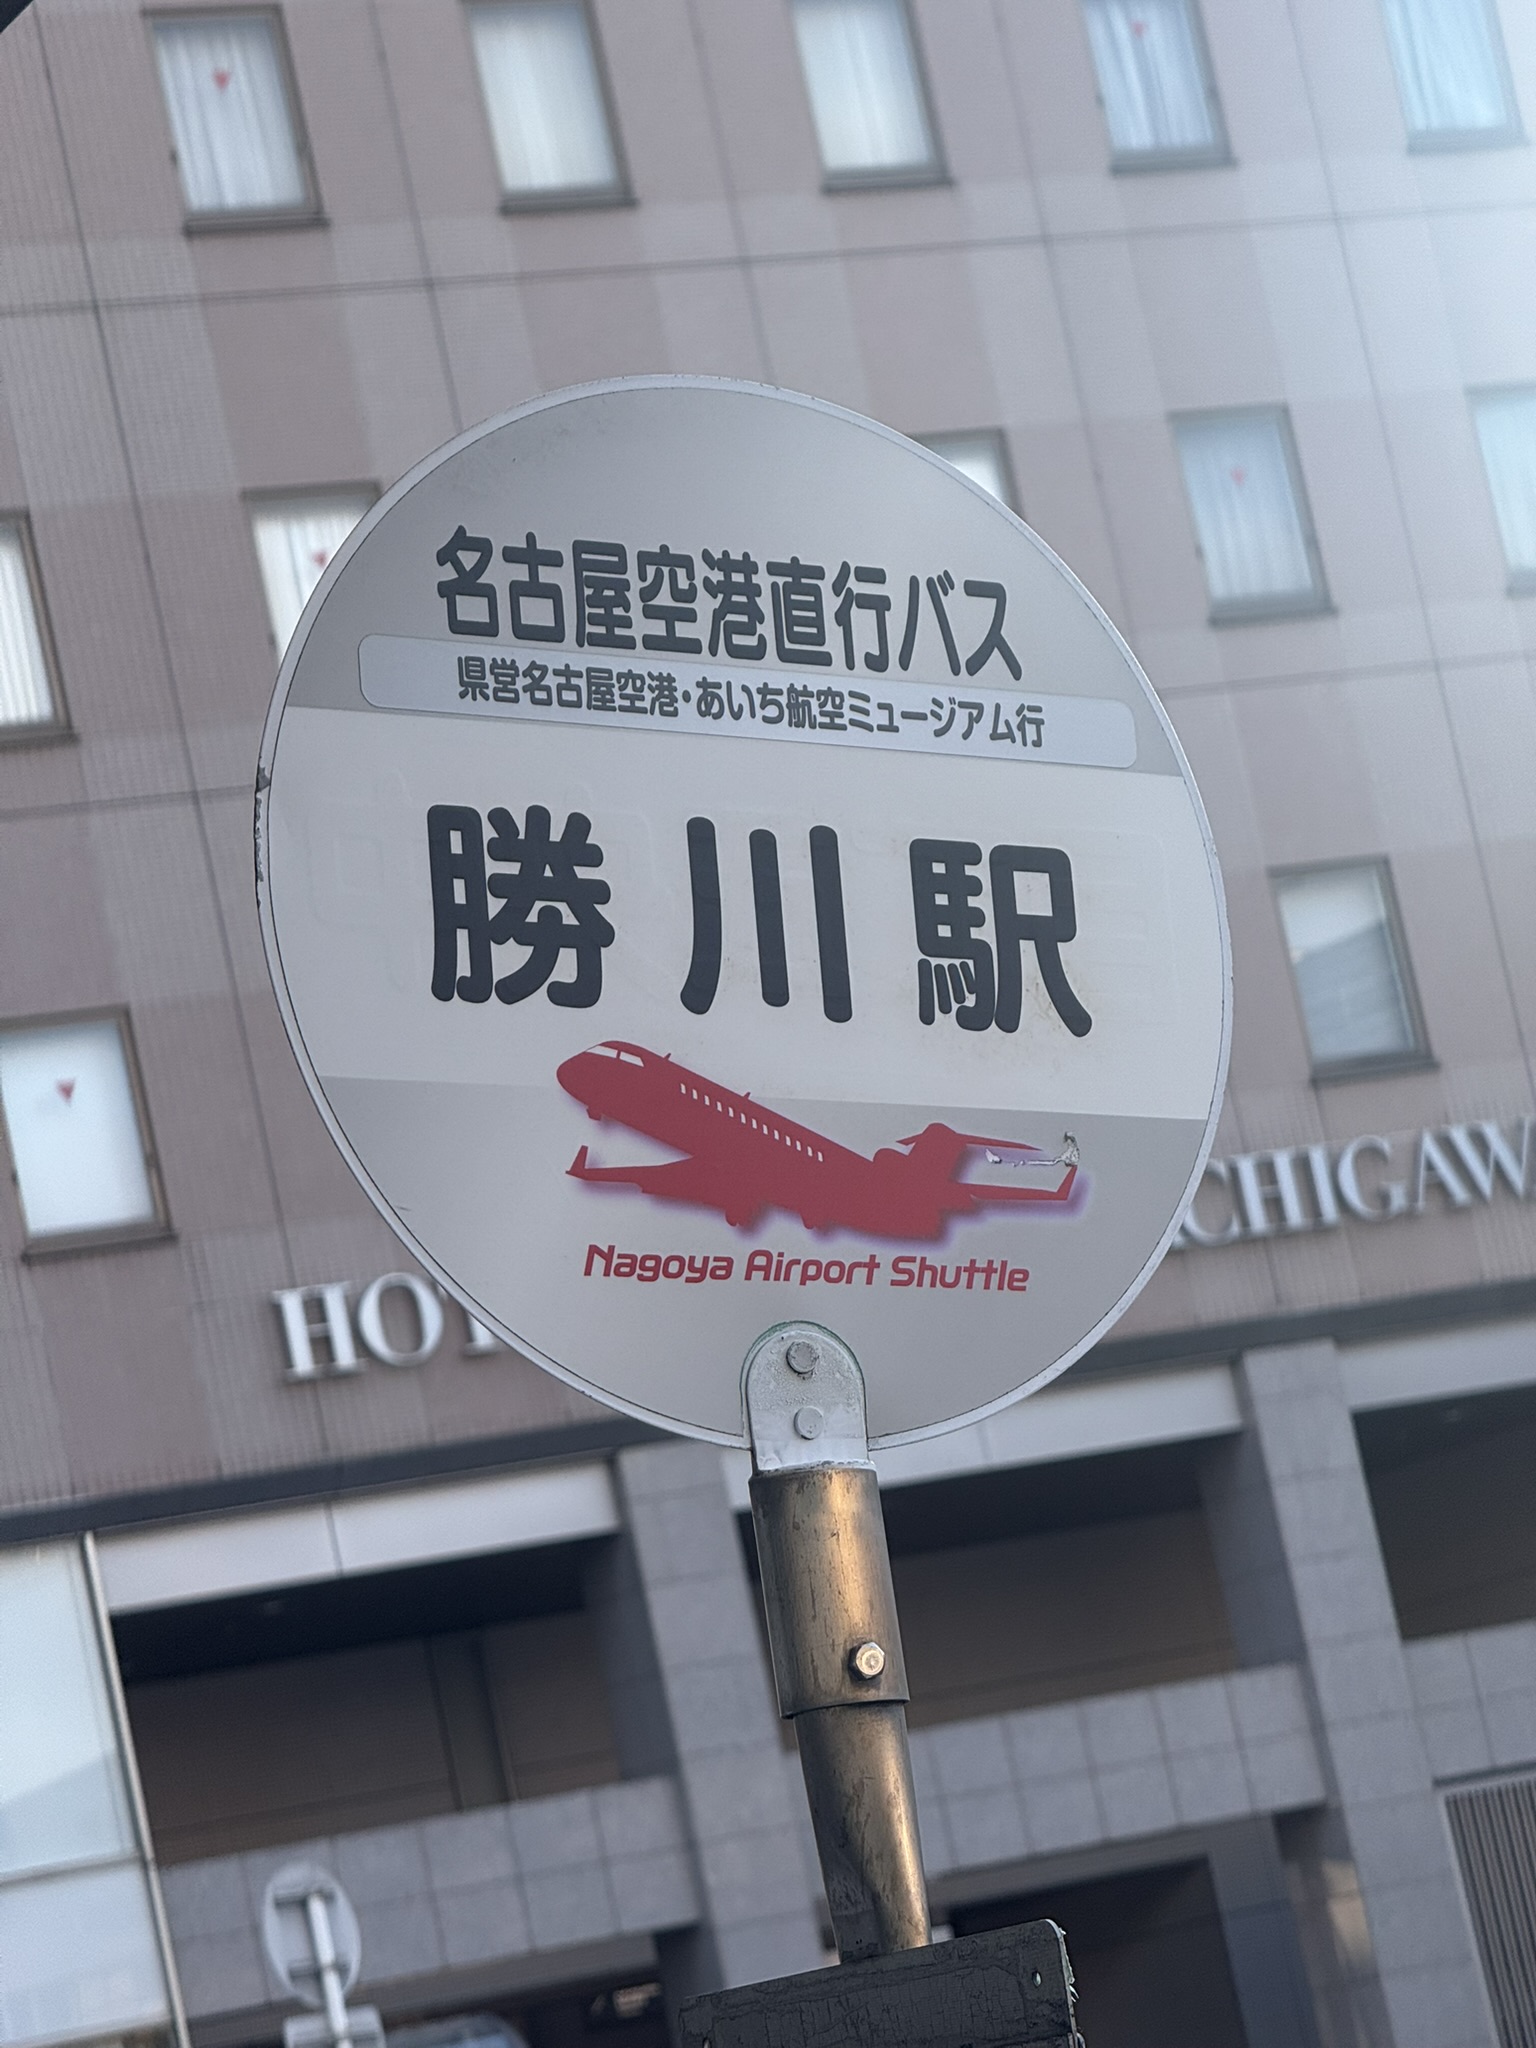 名古屋空港直行バス
県営名古屋空港・あいち航空ミュージアム行
勝川駅
Nagoya Airport Shuttle
HOT
CHIGAW